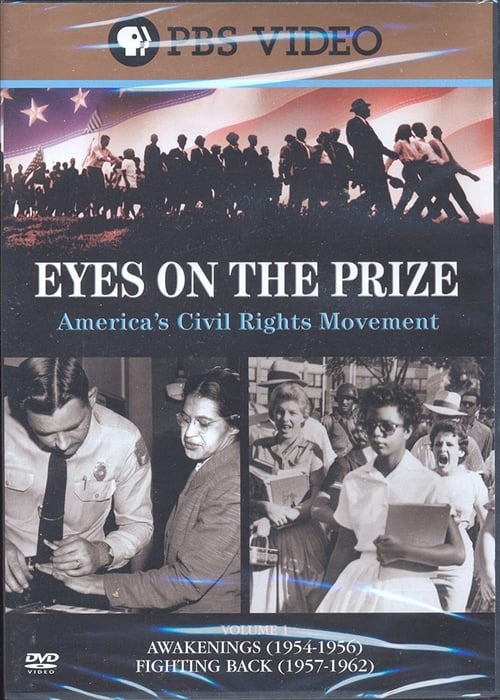 PBS VIDEO
EYES ON THE PRIZE
America's Civil Rights Movement
VOLUME 1
AWAKENINGS (1954-1956)
FIGHTING BACK (1957-1962)
DVD
VIDEO